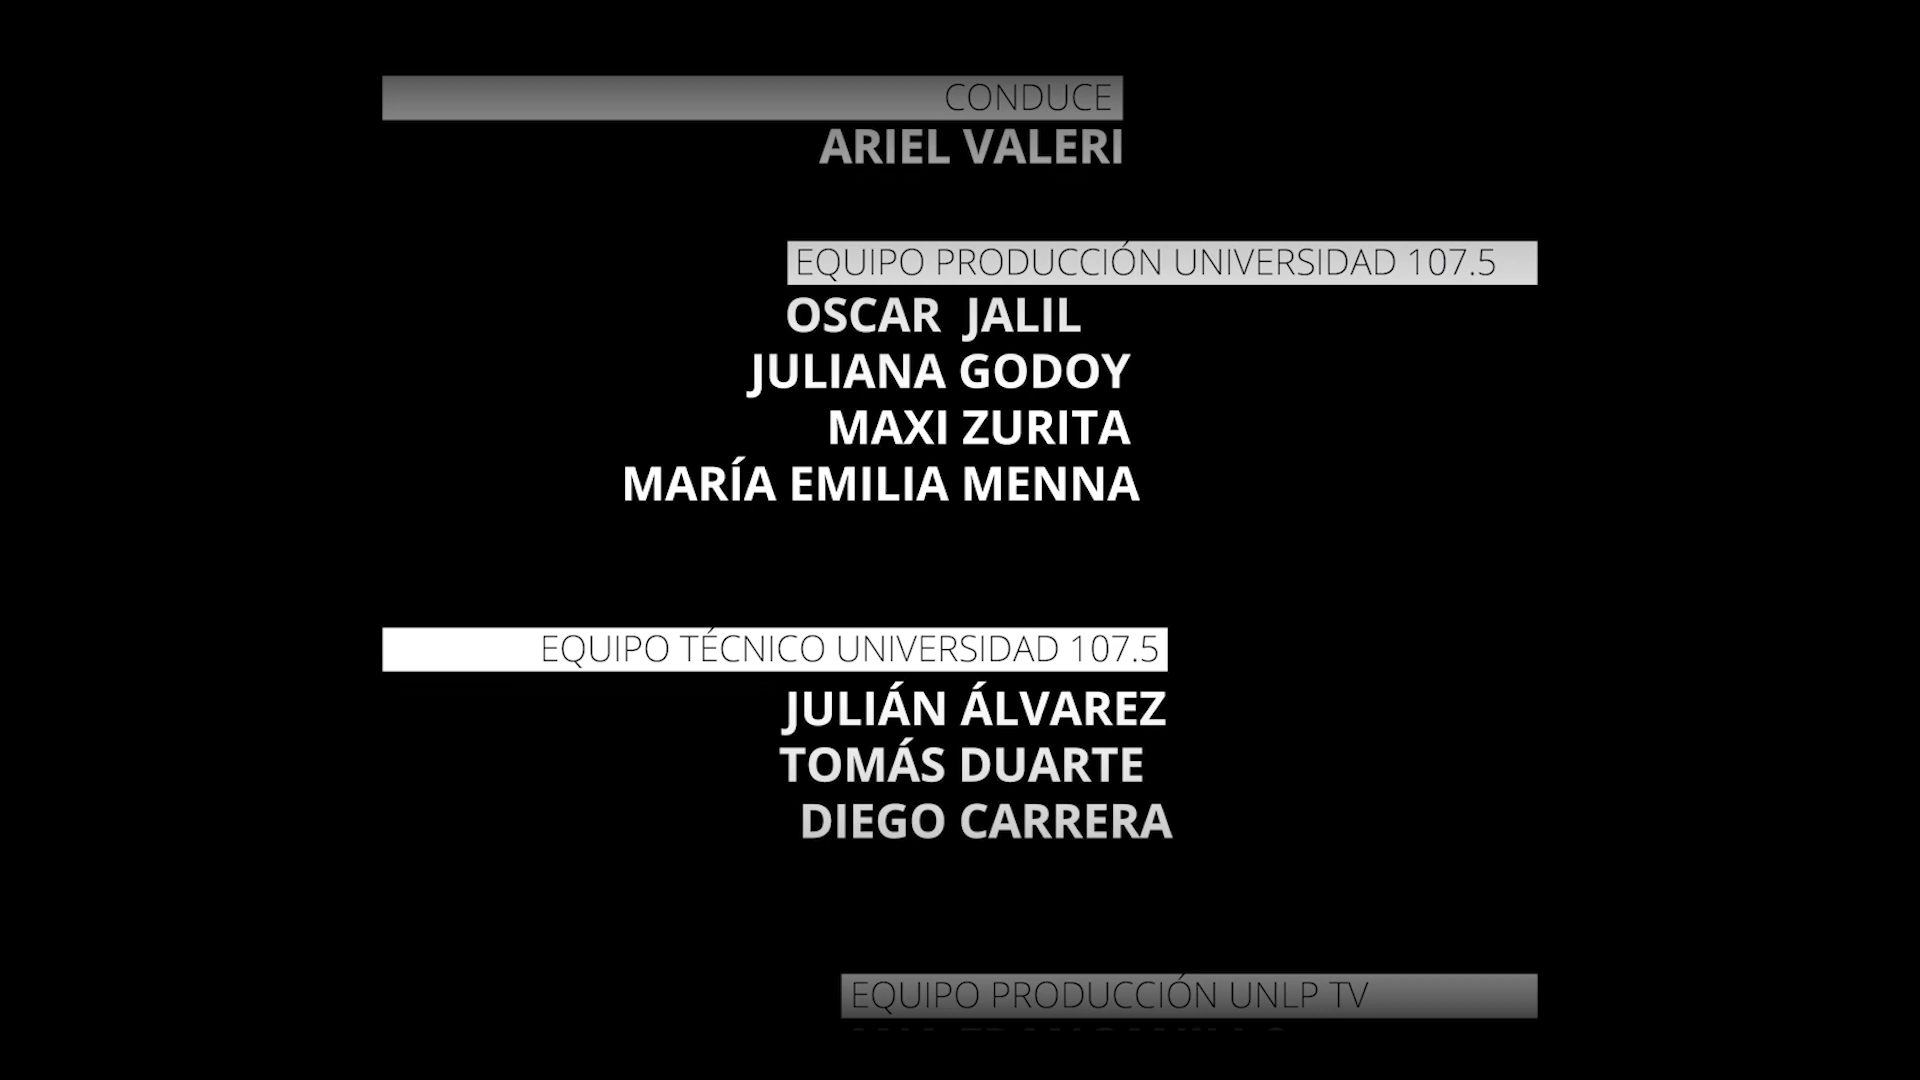 CONDUCE
ARIEL VALERI
EQUIPO PRODUCCIÓN UNIVERSIDAD 107.5
OSCAR JALIL
JULIANA GODOY
MAXI ZURITA
MARÍA EMILIA MENNA
EQUIPO TÉCNICO UNIVERSIDAD 107.5
JULIÁN ÁLVAREZ
TOMÁS DUARTE
DIEGO CARRERA
EQUIPO PRODUCCIÓN UNLP TV